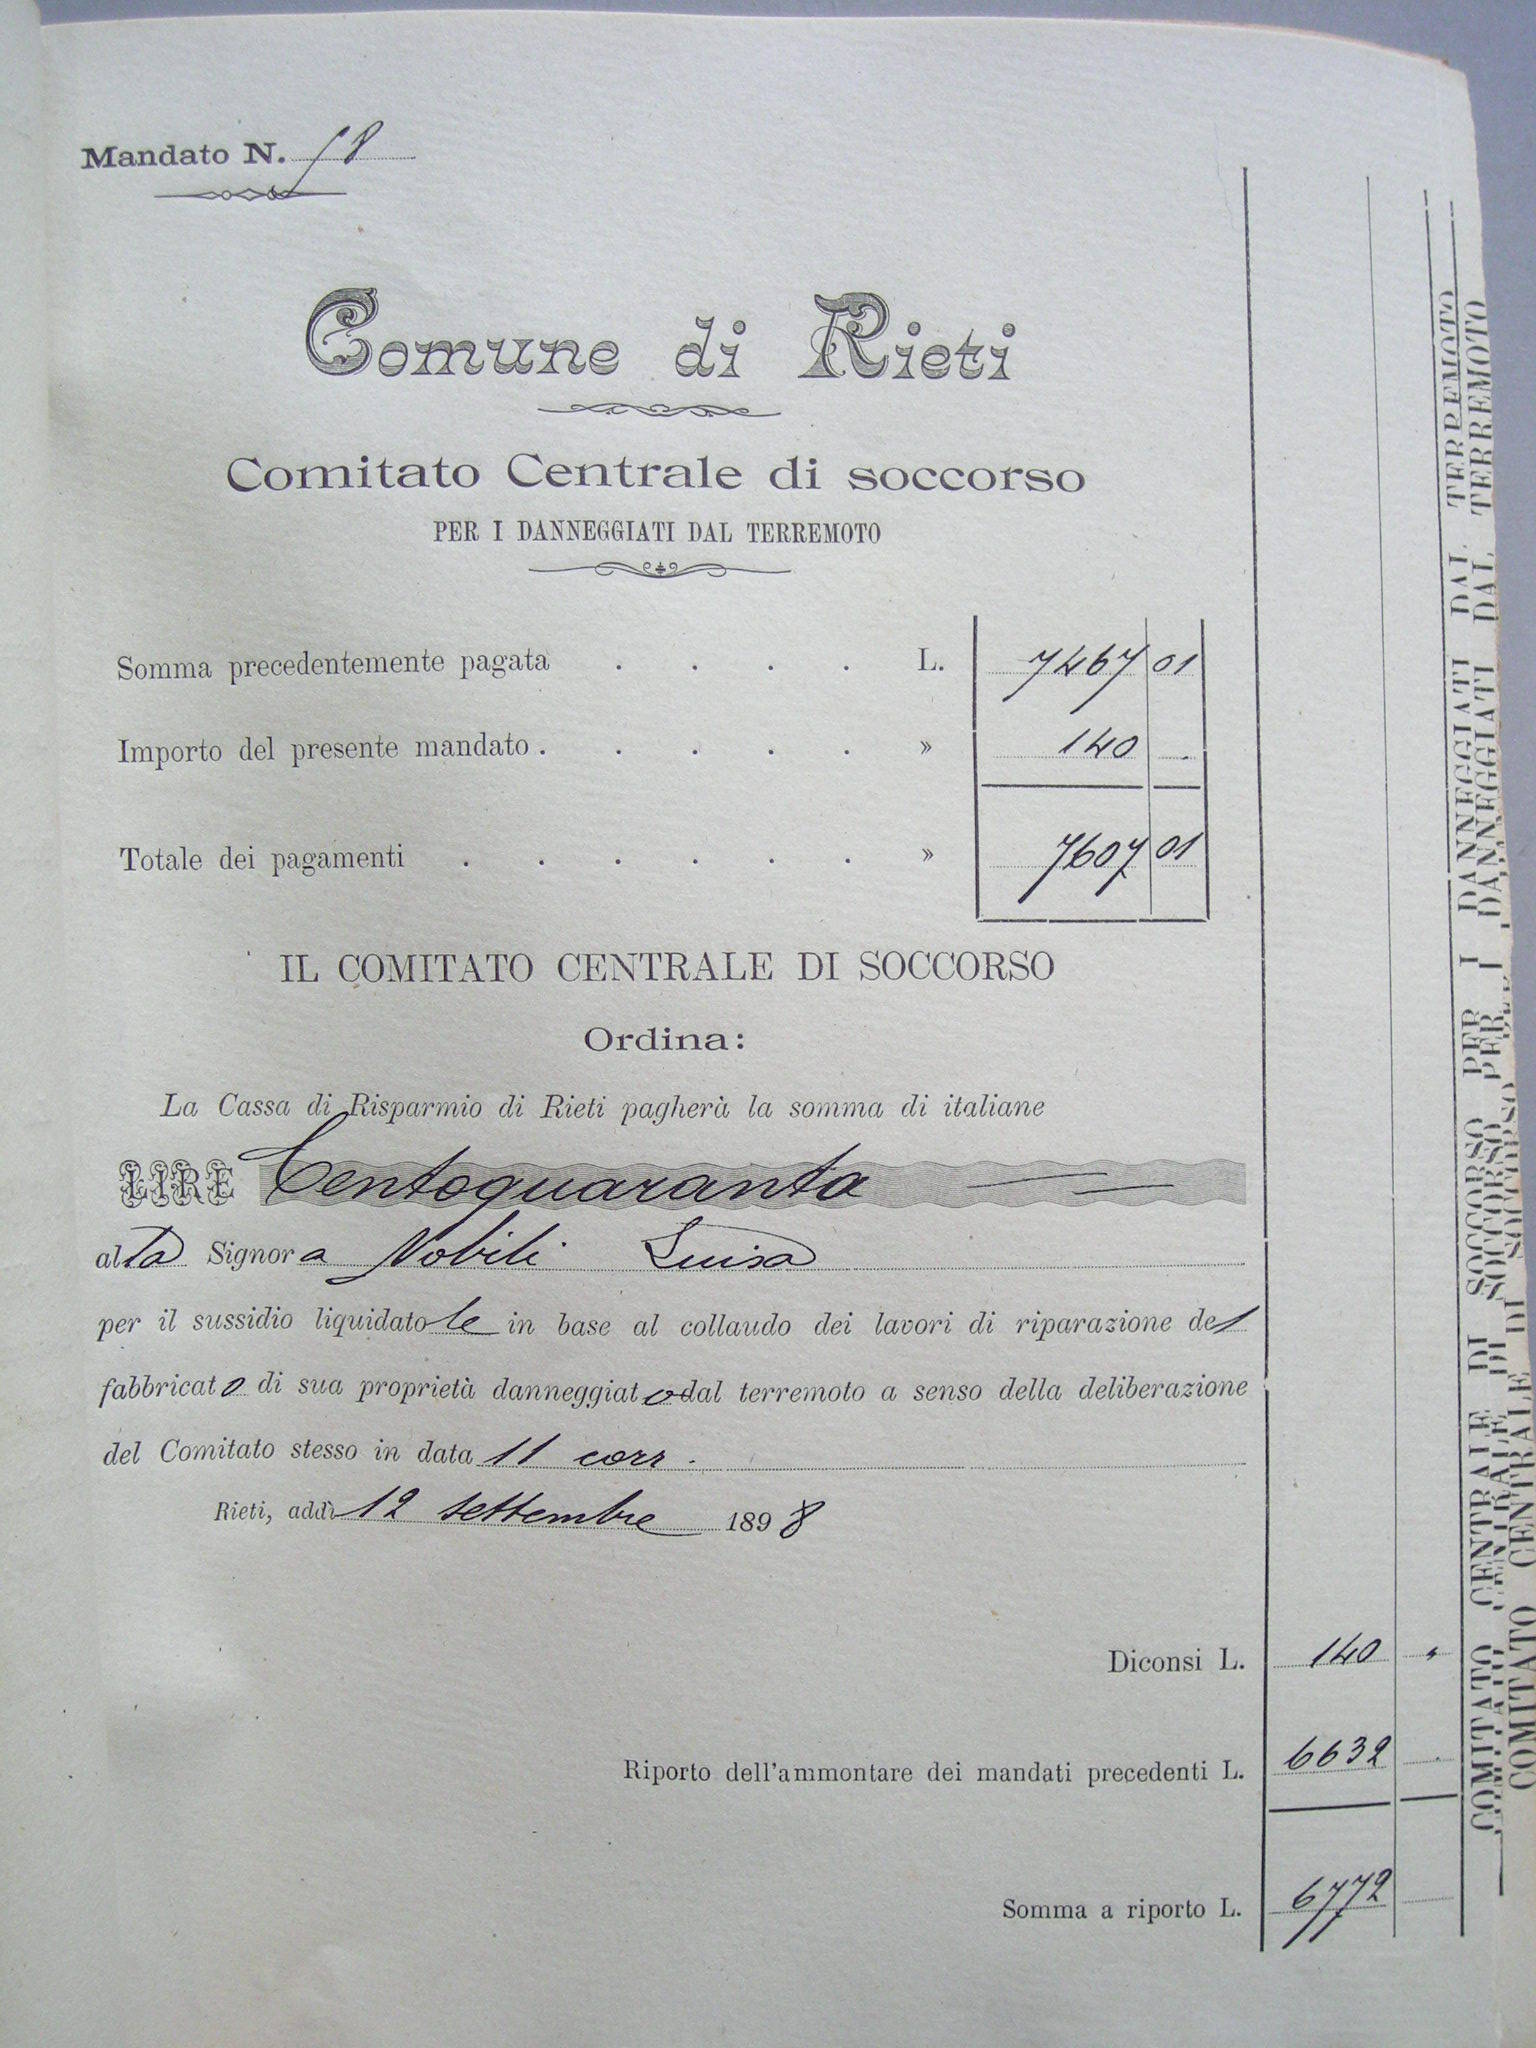 Mandato N. 98
Comune di Rieti
Comitato Centrale di soccorso
PER I DANNEGGIATI DAL TERREMOTO
Somma precedentemente pagata . . . . L. 7467 01
Importo del presente mandato . . . . . » 140 .
Totale dei pagamenti . . . . . . » 7607 01
IL COMITATO CENTRALE DI SOCCORSO
Ordina:
La Cassa di Risparmio di Rieti pagherà la somma di italiane
LIRE Centoquaranta
alla Signora Nobili Luisa
per il sussidio liquidatole in base al collaudo dei lavori di riparazione del
fabbricato di sua proprietà danneggiato dal terremoto a senso della deliberazione
del Comitato stesso in data 11 corr.
Rieti, addì 12 settembre 1898
Diconsi L. 140 "
Riporto dell'ammontare dei mandati precedenti L. 6632 .
Somma a riporto L. 6772
COMITATO CENTRALE DI SOCCORSO PER I DANNEGGIATI DAL TERREMOTO
COMITATO CENTRALE DI SOCCORSO PER I DANNEGGIATI DAL TERREMOTO
COMITATO CENTRALE DI SOCCORSO